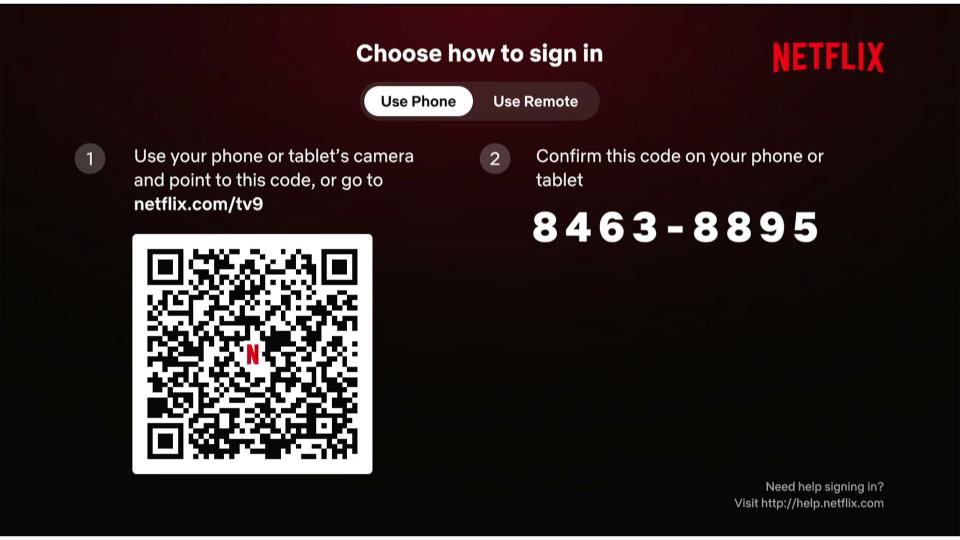 Choose how to sign in
NETFLIX
Use Phone
Use Remote
1
Use your phone or tablet's camera
and point to this code, or go to
netflix.com/tv9
2
Confirm this code on your phone or
tablet
8463-8895
N
Need help signing in?
Visit http://help.netflix.com